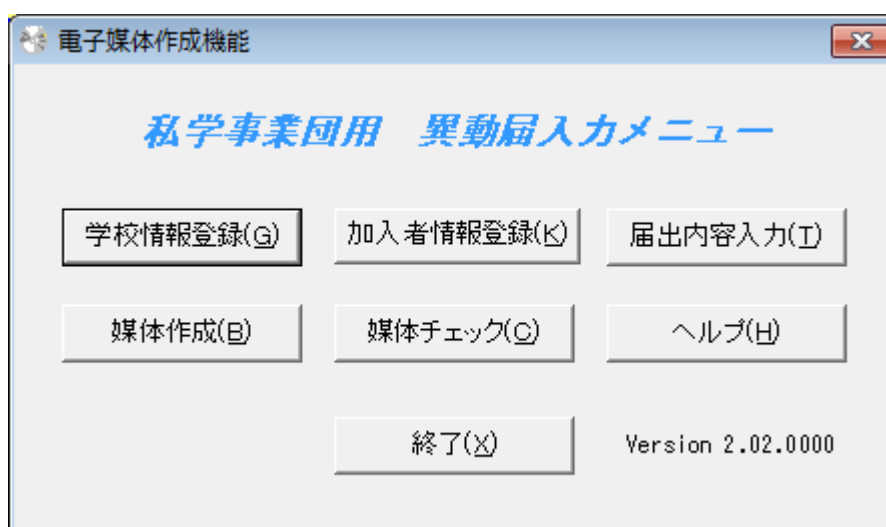 電子媒体作成機能
私学事業団用　異動届入力メニュー
学校情報登録(G)
加入者情報登録(K)
届出内容入力(T)
媒体作成(B)
媒体チェック(C)
ヘルプ(H)
終了(X)
Version 2.02.0000